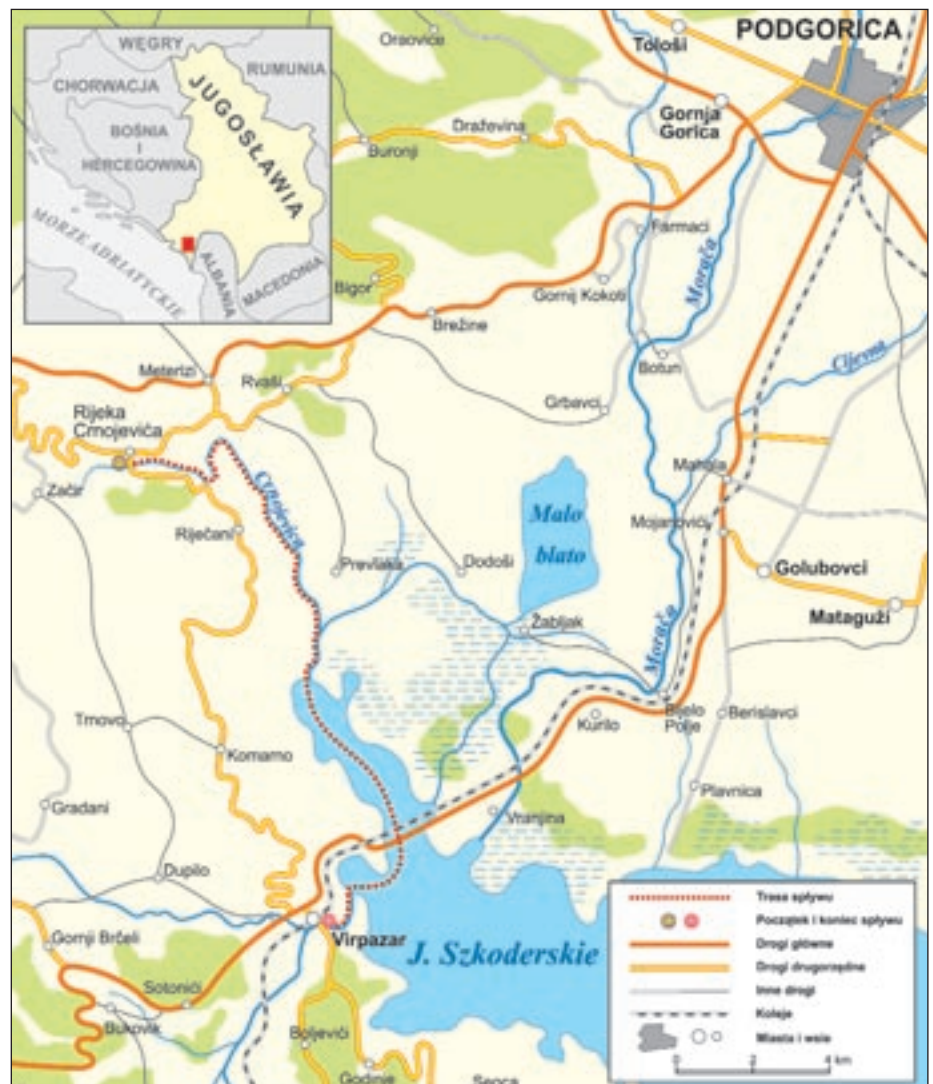 WĘGRY
RUMUNIA
CHORWACJA
BOŚNIA
I
HERCEGOWINA
JUGOSŁAWIA
MORZE ADRIATYCKIE
ALBANIA
MACEDONIA
Oraovice
Tološi
PODGORICA
Gornja
Gorica
Draževina
Buronji
Farmaci
Morača
Bigor
Gornij Kokoti
Brežine
Meterizi
Rvaši
Botun
Cijevna
Grbavci
Rijeka
Crnojevića
Crnojevica
Začir
Mahala
Malo
blato
Mojanovići
Riječani
Prevlaka
Dodoši
Golubovci
Mataguži
Žabljak
Morača
Trnovo
Komarno
Kurilo
Bijelo
Polje
Berislavci
Gradani
Plavnica
Vranjina
Dupilo
Virpazar
J. Szkoderskie
Gornji Brčeli
Sotonići
Bukovik
Boljevići
Godinje
Seoca
Trasa spływu
Początek i koniec spływu
Drogi główne
Drogi drugorzędne
Inne drogi
Koleje
Miasta i wsie
0 2 4 km